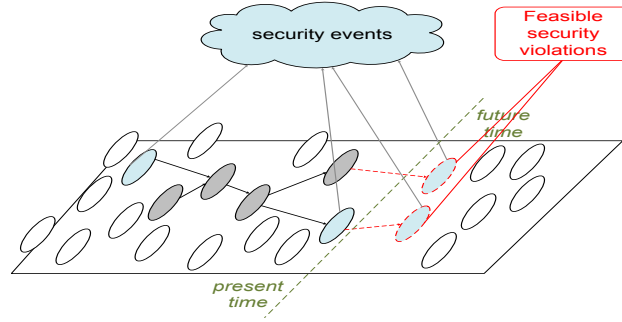 security events
Feasible
security
violations
future
time
present
time